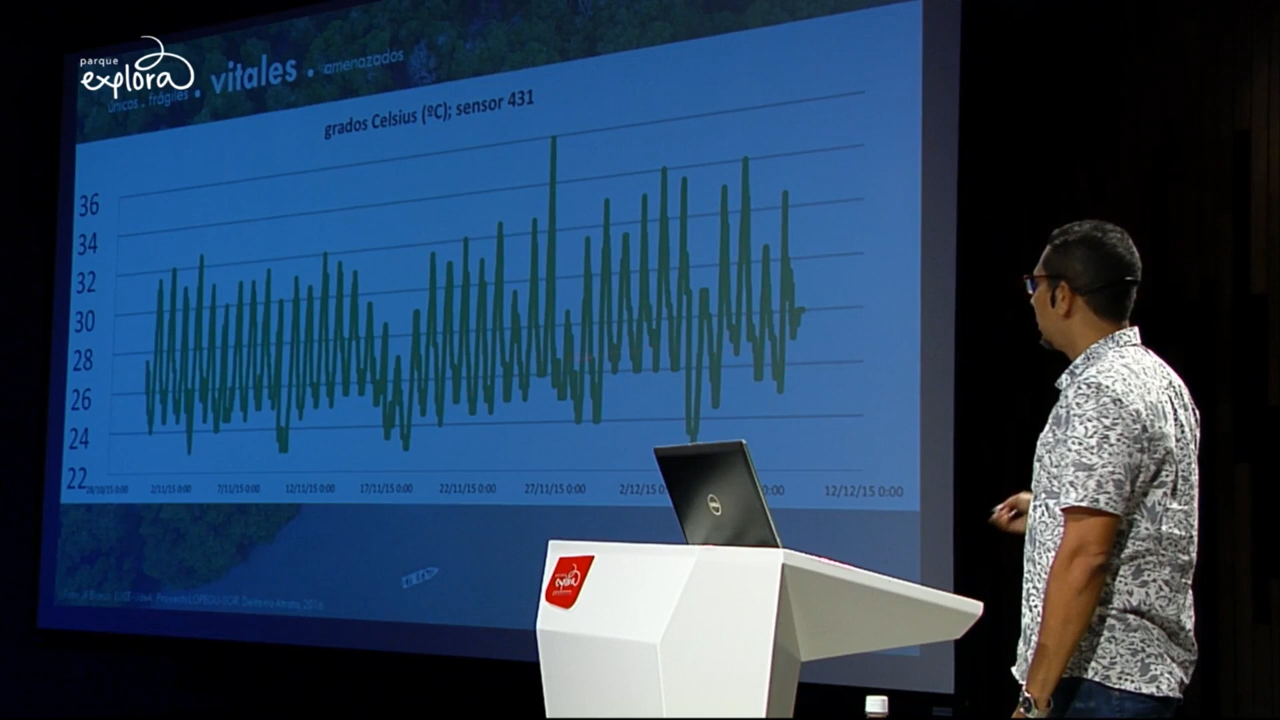 parque
explora
únicos . frágiles . vitales . amenazados
grados Celsius (ºC); sensor 431
36
34
32
30
28
26
24
22
2/11/15 0:00 7/11/15 0:00 12/11/15 0:00 17/11/15 0:00 22/11/15 0:00 27/11/15 0:00 2/12/15 0:00 12/12/15 0:00
explora
DELL